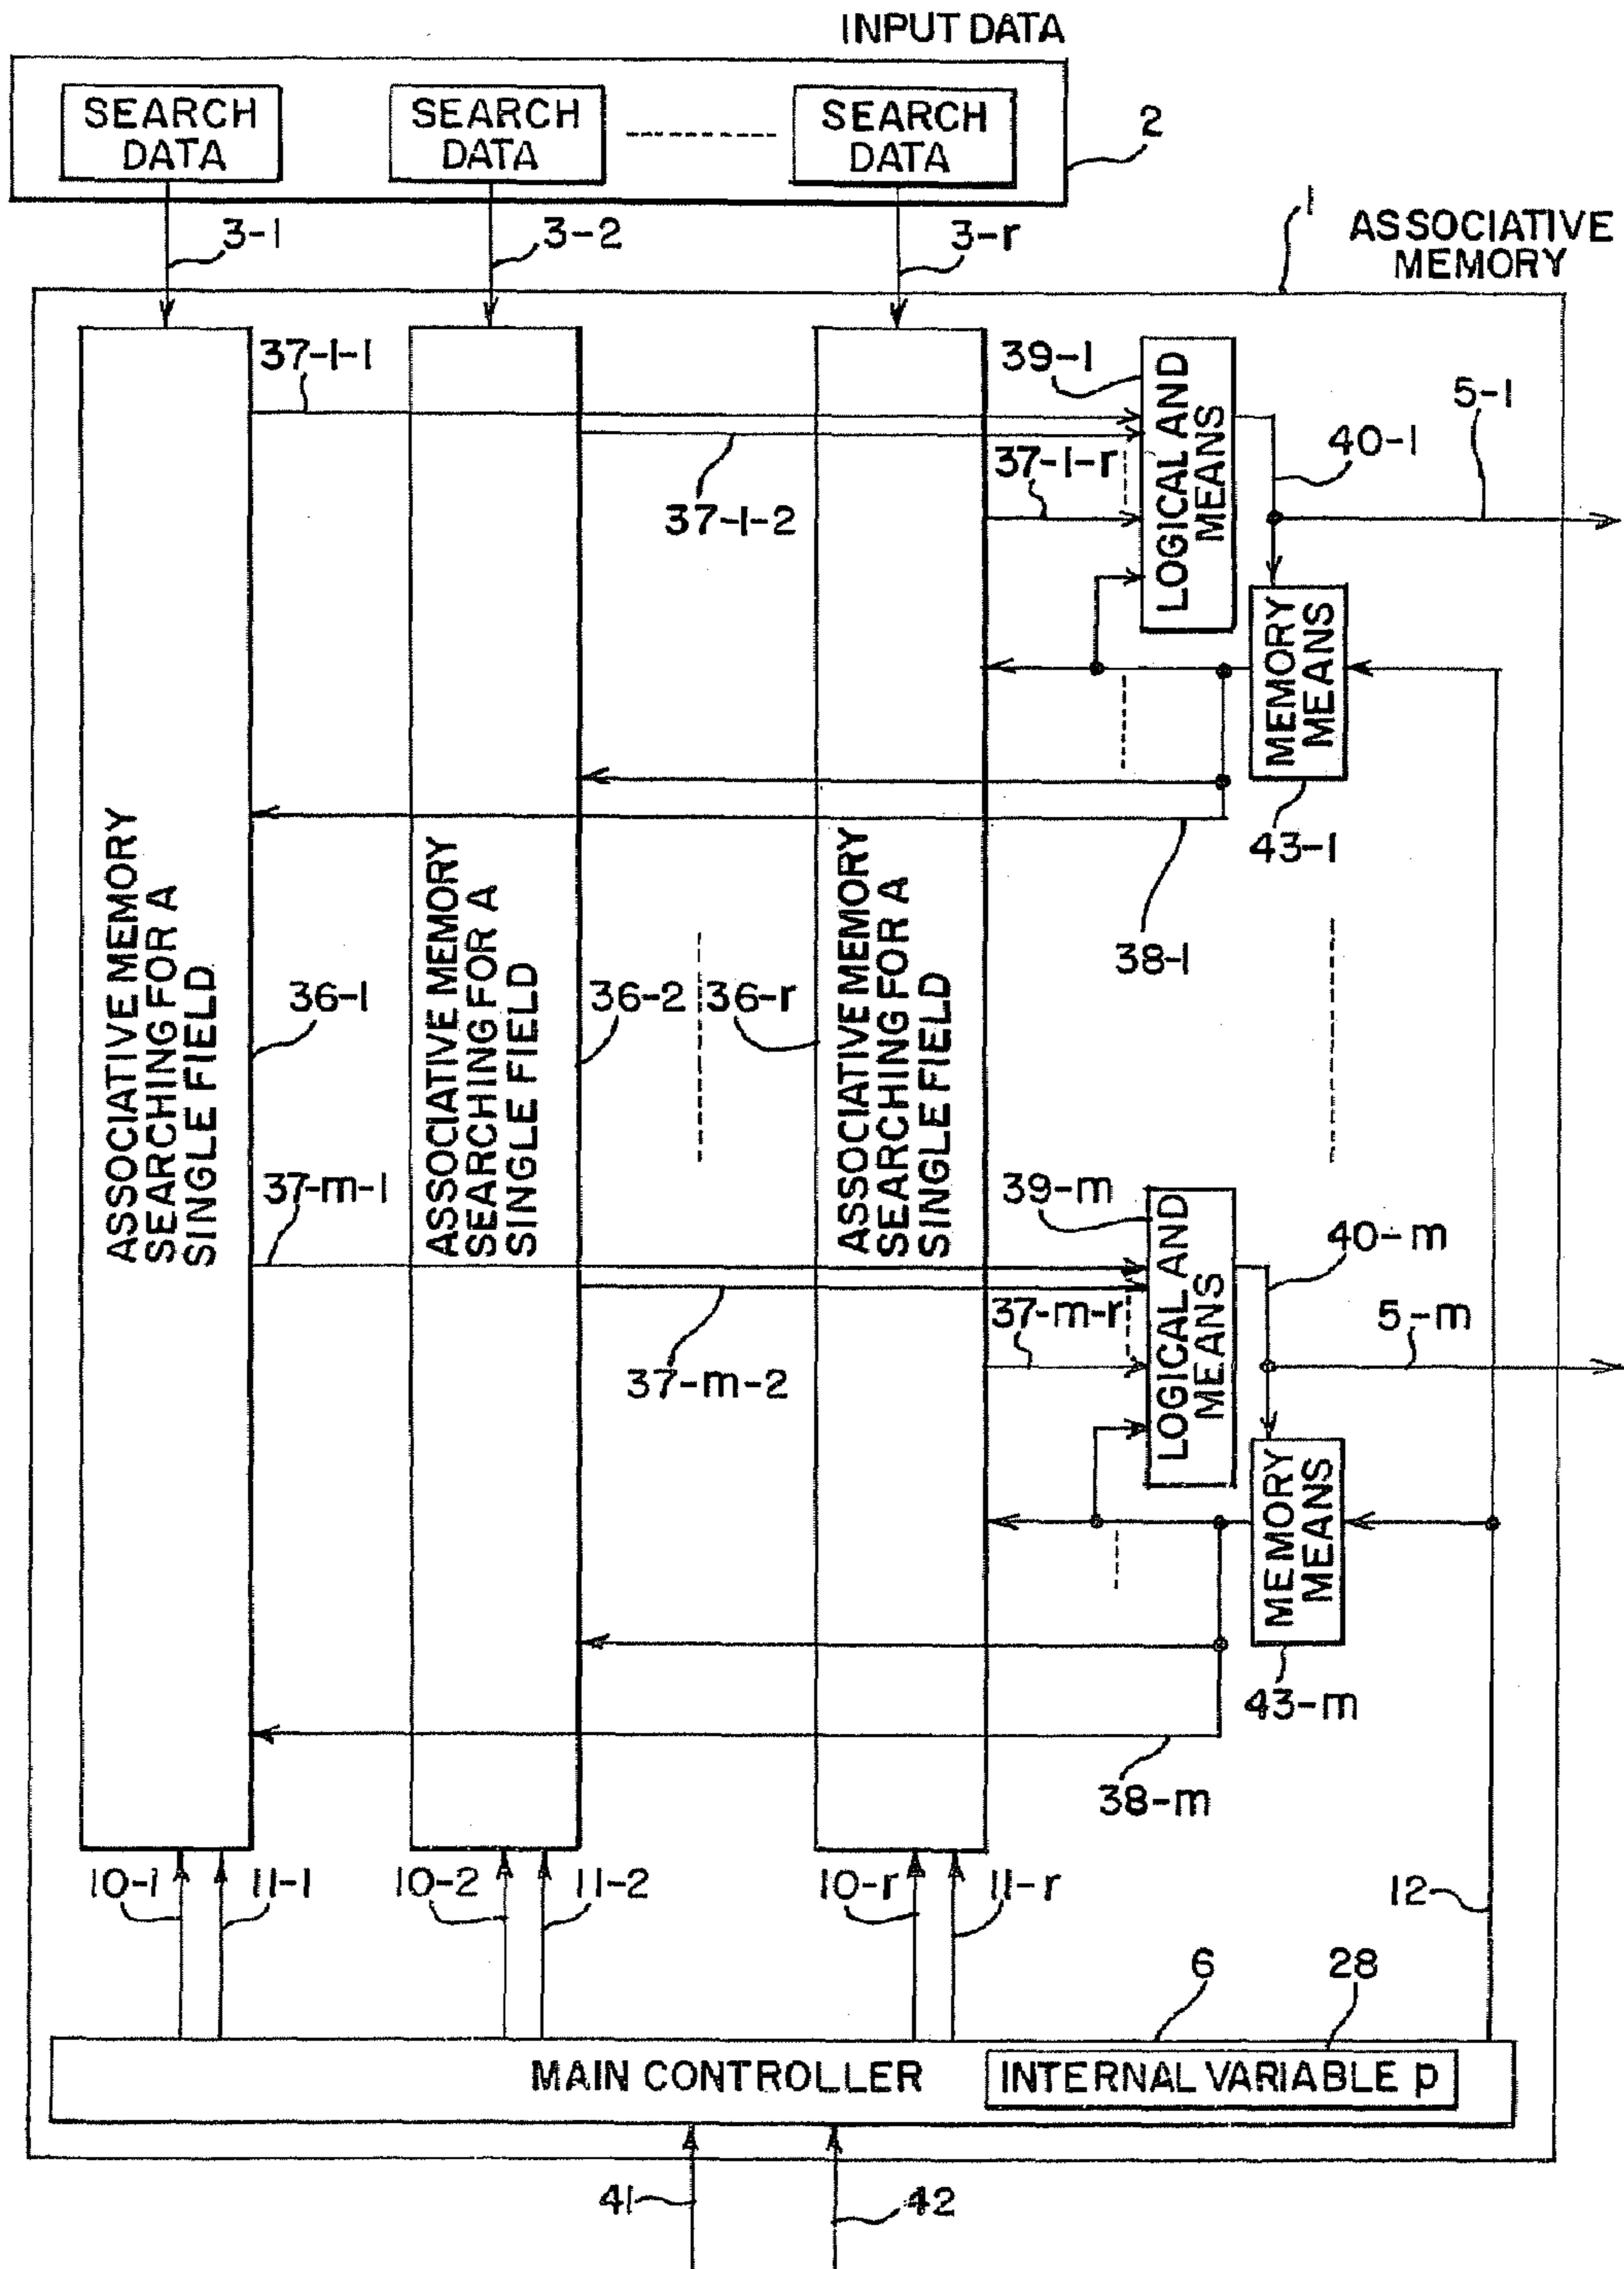 INPUT DATA
SEARCH
DATA
SEARCH
DATA
SEARCH
DATA
2
3-1
3-2
3-r
1
ASSOCIATIVE
MEMORY
37-1-1
39-1
LOGICAL AND
MEANS
5-1
40-1
37-1-r
37-1-2
MEMORY
MEANS
43-1
38-1
ASSOCIATIVE MEMORY
SEARCHING FOR A
SINGLE FIELD
36-1
ASSOCIATIVE MEMORY
SEARCHING FOR A
SINGLE FIELD
36-2
36-r
ASSOCIATIVE MEMORY
SEARCHING FOR A
SINGLE FIELD
37-m-1
39-m
LOGICAL AND
MEANS
40-m
5-m
37-m-r
37-m-2
MEMORY
MEANS
43-m
38-m
10-1
11-1
10-2
11-2
10-r
11-r
12
6
28
MAIN CONTROLLER
INTERNAL VARIABLE p
41
42